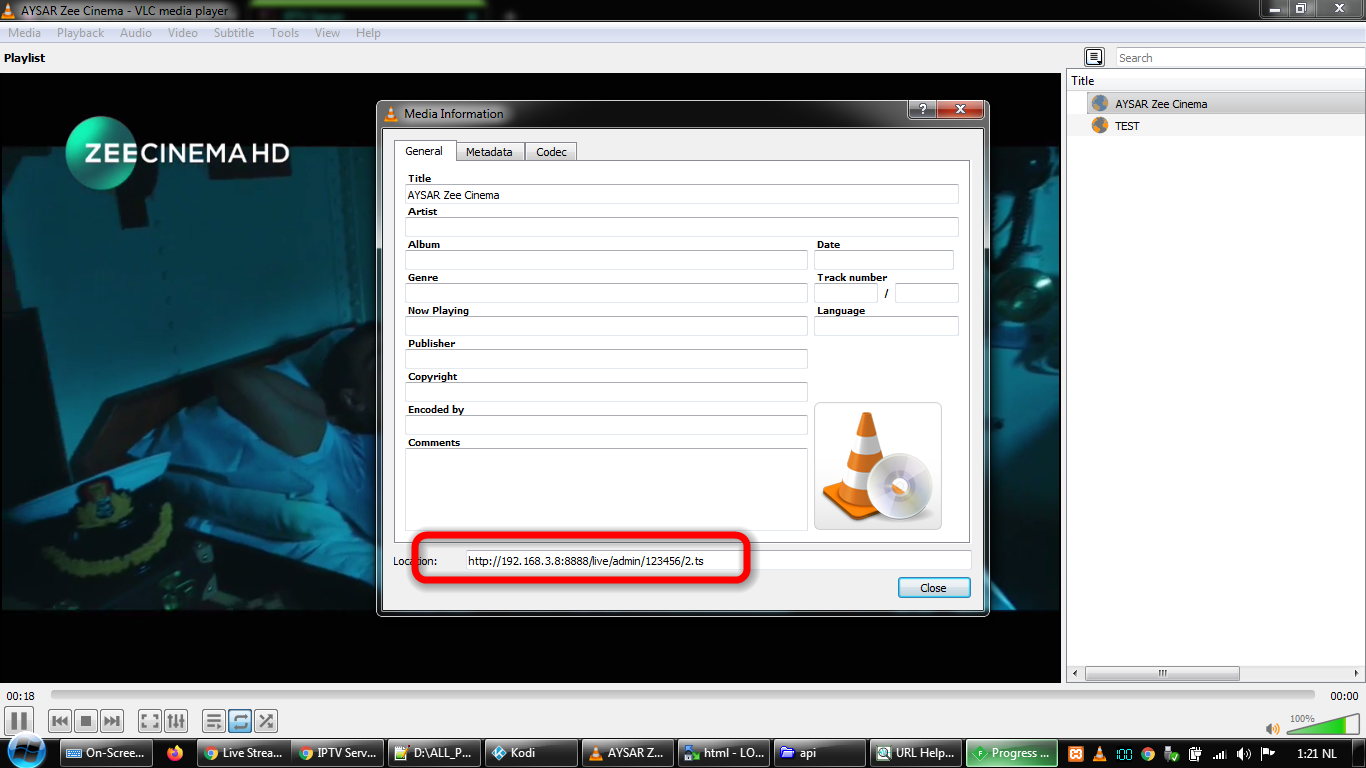 AYSAR Zee Cinema - VLC media player
Media Playback Audio Video Subtitle Tools View Help
Playlist
Search
Title
AYSAR Zee Cinema
TEST
ZEECINEMA HD
Media Information
?
General Metadata Codec
Title
AYSAR Zee Cinema
Artist
Album Date
Genre Track number
/
Now Playing Language
Publisher
Copyright
Encoded by
Comments
Location: http://192.168.3.8:8888/live/admin/123456/2.ts
Close
00:18 00:00
100%
On-Scree... Live Strea... IPTV Serv... D:\ALL_P... Kodi AYSAR Z... html - LO... api URL Help... Progress ... 1:21 NL